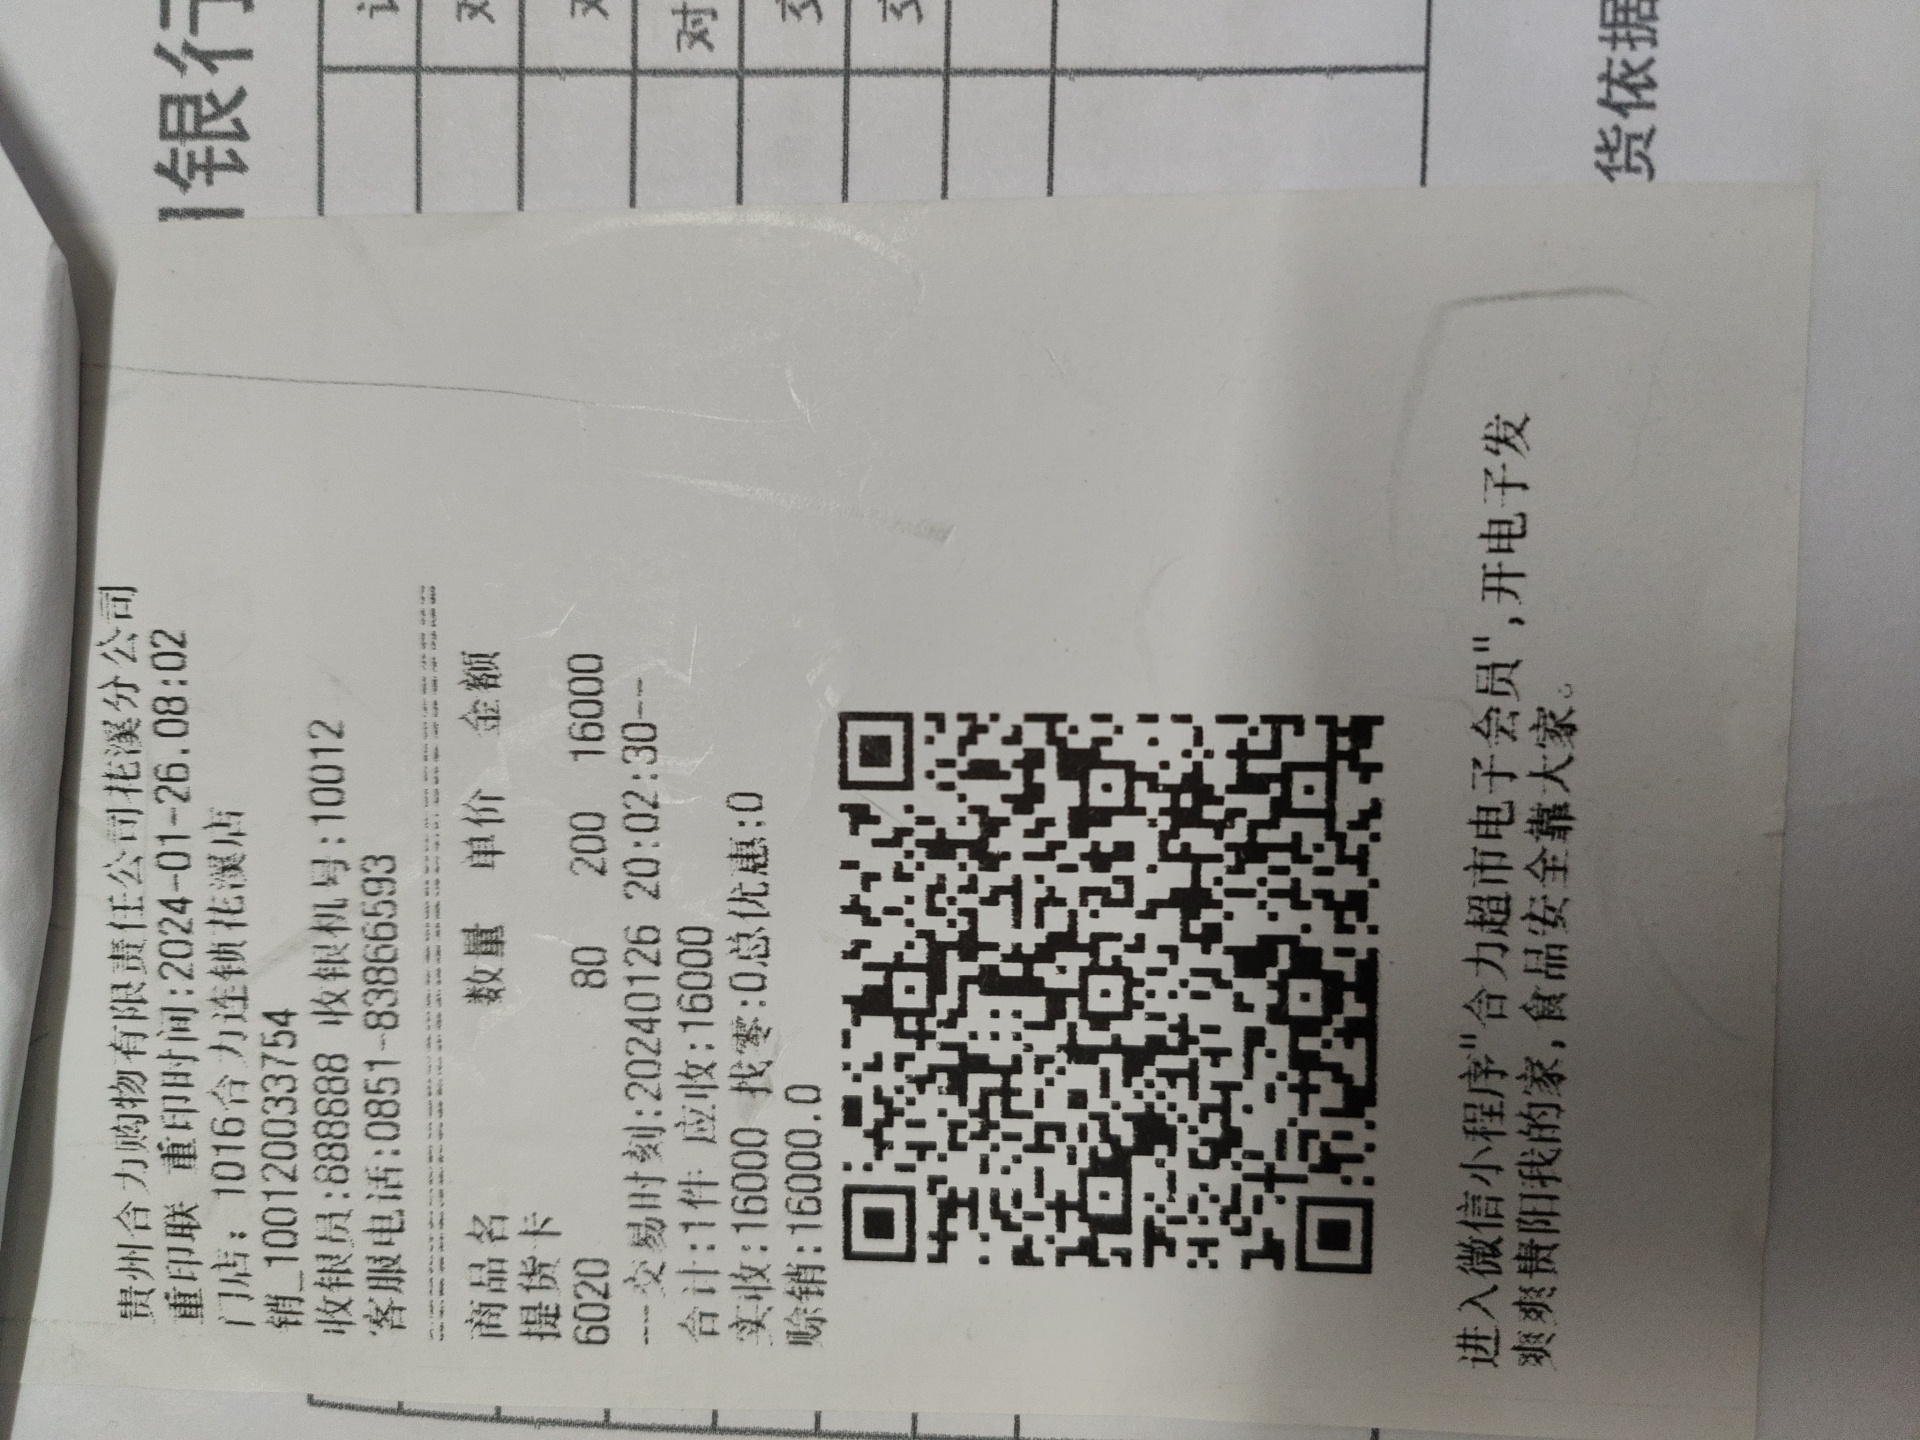 贵州合力购物有限责任公司花溪分公司
重印联 重印时间:2024-01-26.08:02
门店: 1016合力连锁花溪店
销_10012000033754
收银员:888888 收银机号:10012
客服电话:0851-83866593
商品名 数量 单价 金额
提货卡
6020 80 200 16000
----交易时刻:20240126 20:02:30--
合计:1件 应收:16000
实收:16000 找零:0总优惠:0
赊销:16000.0
进入微信小程序"合力超市电子会员",开电子发
爽爽贵阳我的家,食品安全靠大家。
银行
对
货依据